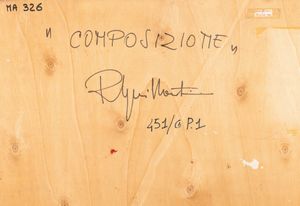 MA 326
" COMPOSIZIONE "
451/G P.1